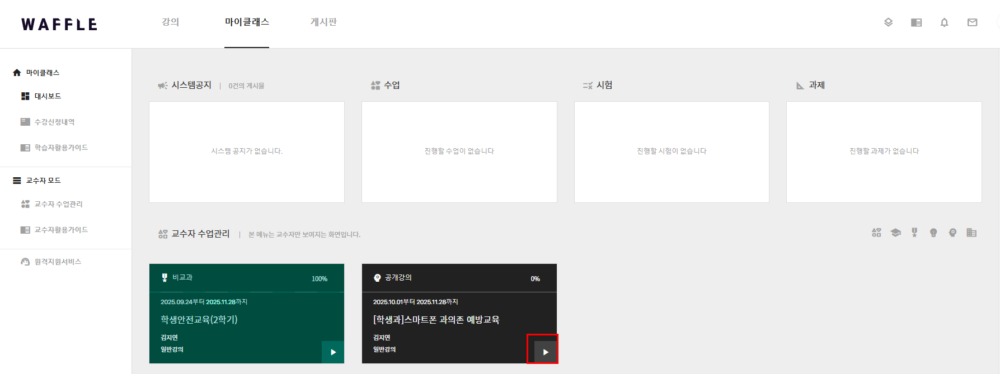 WAFFLE
강의
마이클래스
게시판
마이클래스
대시보드
수강신청내역
학습자활용가이드
교수자 모드
교수자 수업관리
교수자활용가이드
원격지원서비스
시스템공지 | 0건의 게시물
수업
시험
과제
시스템 공지가 없습니다.
진행할 수업이 없습니다
진행할 시험이 없습니다
진행할 과제가 없습니다
교수자 수업관리 | 본 메뉴는 교수자만 보여지는 화면입니다.
비교과 100%
2025.09.24부터 2025.11.28까지
학생안전교육(2학기)
김지연
일반강의
공개강의 0%
2025.10.01부터 2025.11.28까지
[학생과]스마트폰 과의존 예방교육
김지연
일반강의